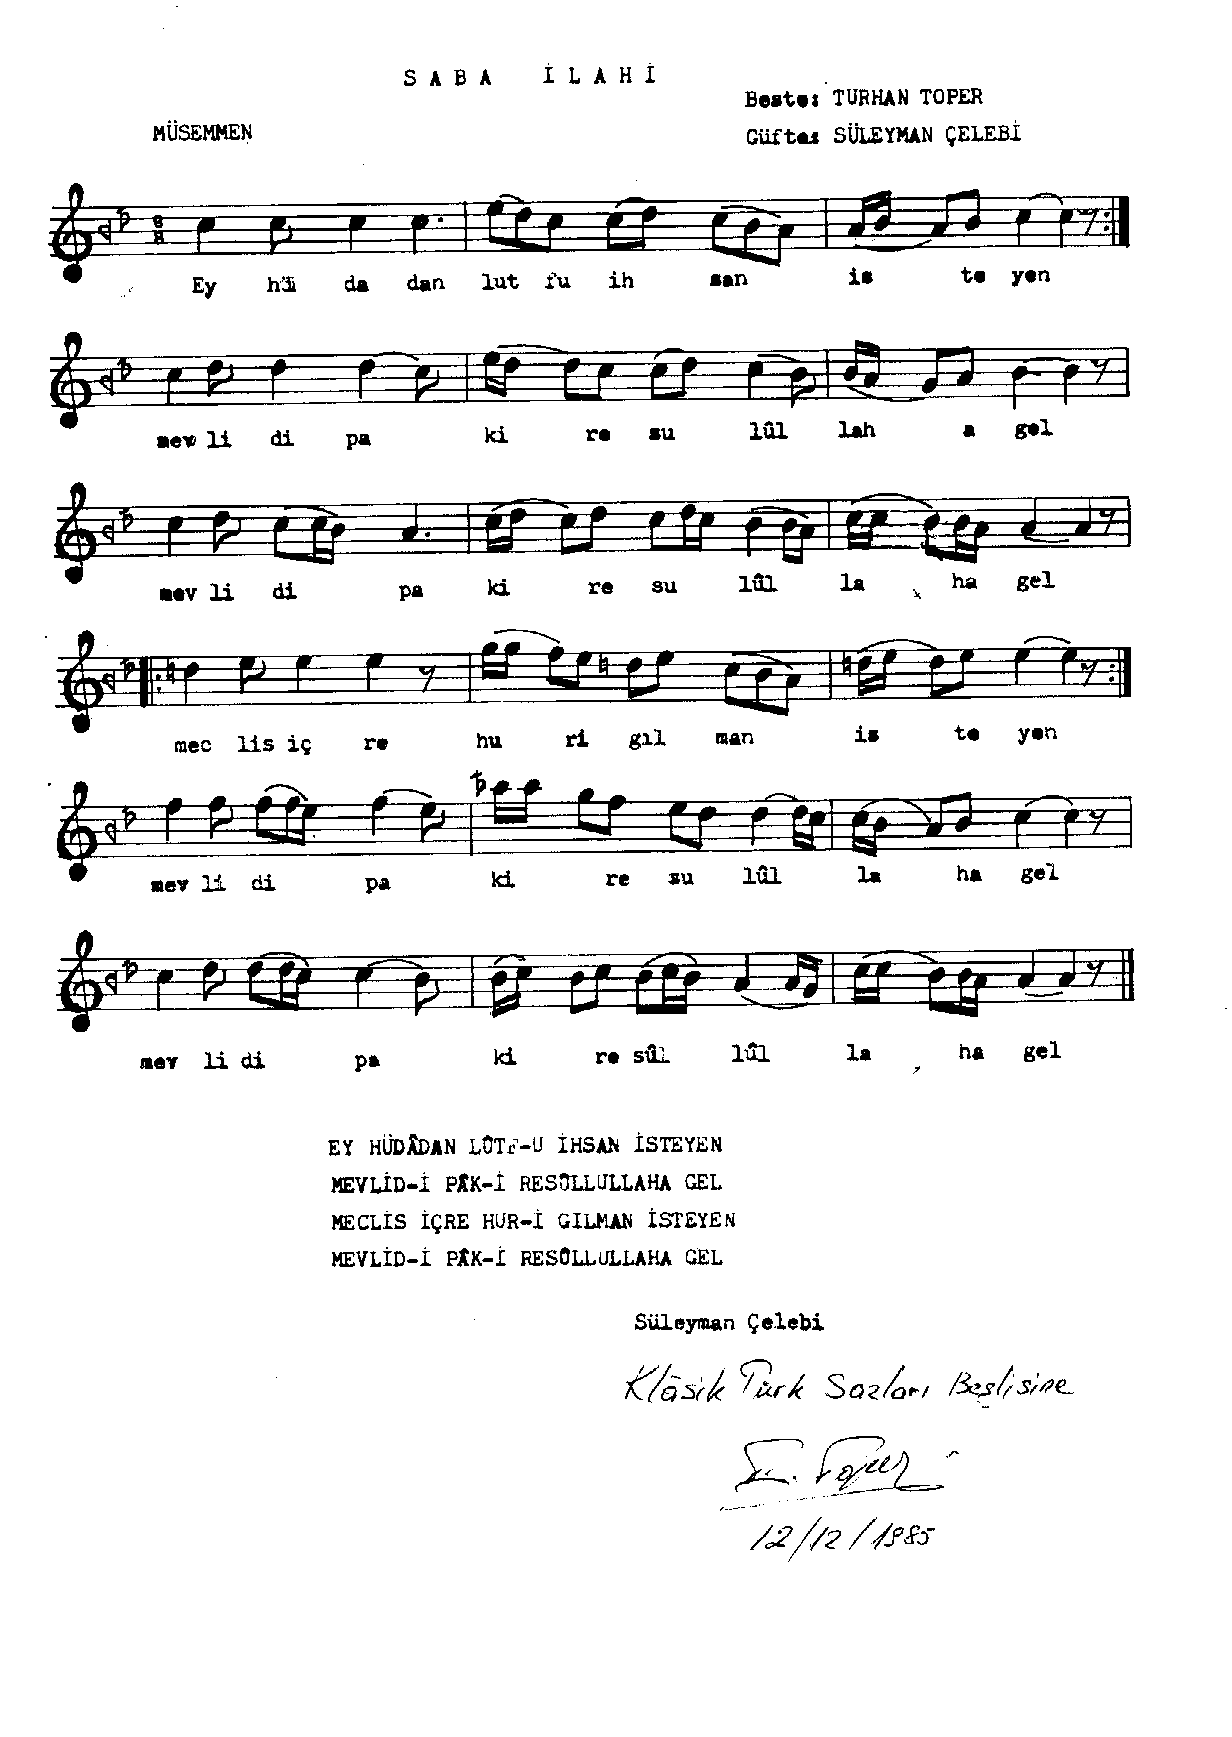 SABA İLAHİ
Beste: TURHAN TOPER
MÜSEMMEN
Güfte: SÜLEYMAN ÇELEBİ
8
8
Ey hü da dan lut fu ih san is te yen
mev li di pa ki re su lûl lah a gel
mev li di pa ki re su lûl la ha gel
mec lis iç re hu ri gıl man is te yen
mev li di pa ki re su lûl la ha gel
mev li di pa ki re sûl lûl la ha gel
EY HÜDÂDAN LÛTF-U İHSAN İSTEYEN
MEVLİD-İ PÂK-İ RESÛLLULLAHA GEL
MECLİS İÇRE HUR-İ GILMAN İSTEYEN
MEVLİD-İ PÂK-İ RESÛLLULLAHA GEL
Süleyman Çelebi
Klâsik Türk Sazları Beşlisine
T. Toper
12/12/1985